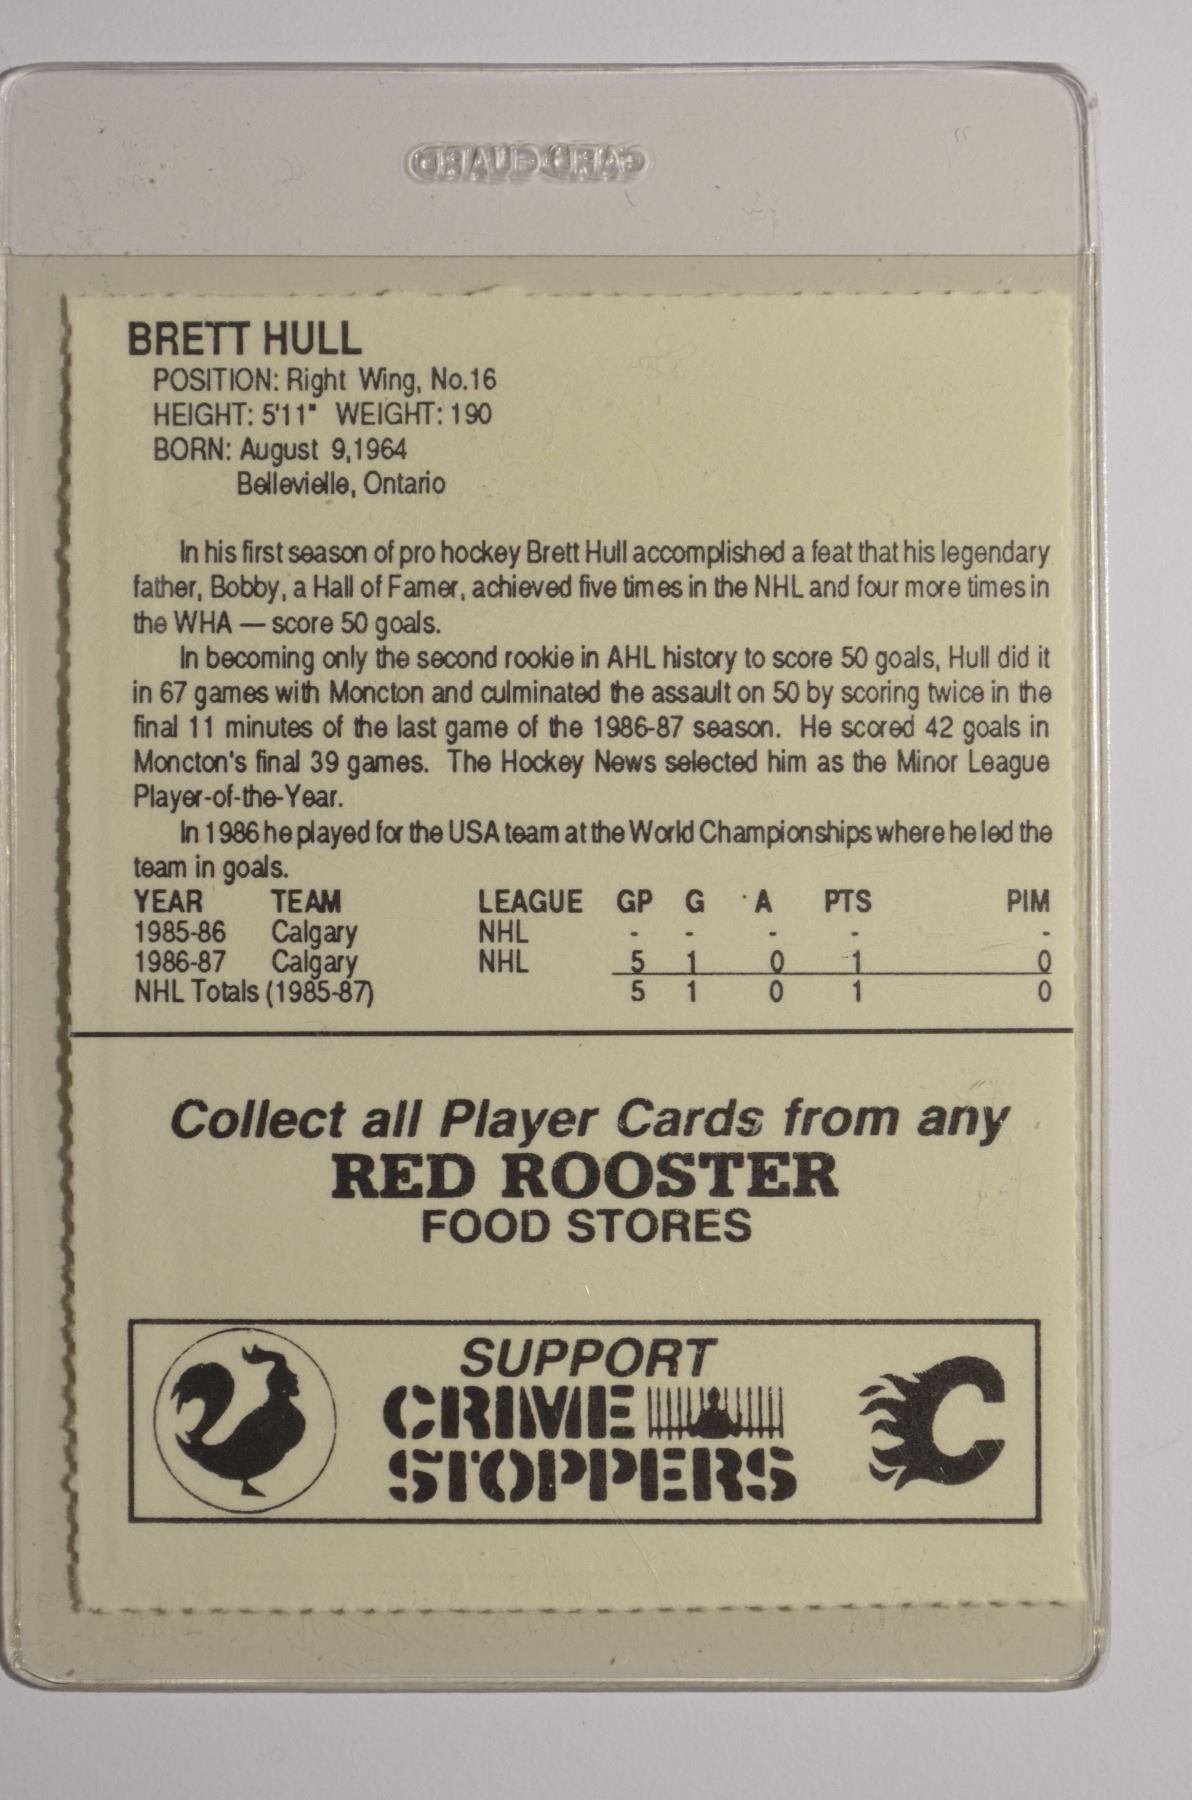 CARD GUARD
BRETT HULL
POSITION: Right Wing, No.16
HEIGHT: 5'11" WEIGHT: 190
BORN: August 9,1964
Bellevielle, Ontario
In his first season of pro hockey Brett Hull accomplished a feat that his legendary
father, Bobby, a Hall of Famer, achieved five times in the NHL and four more times in
the WHA — score 50 goals.
In becoming only the second rookie in AHL history to score 50 goals, Hull did it
in 67 games with Moncton and culminated the assault on 50 by scoring twice in the
final 11 minutes of the last game of the 1986-87 season. He scored 42 goals in
Moncton's final 39 games. The Hockey News selected him as the Minor League
Player-of-the-Year.
In 1986 he played for the USA team at the World Championships where he led the
team in goals.
YEAR TEAM LEAGUE GP G A PTS PIM
1985-86 Calgary NHL - - - - -
1986-87 Calgary NHL 5 1 0 1 0
NHL Totals (1985-87) 5 1 0 1 0
Collect all Player Cards from any
RED ROOSTER
FOOD STORES
SUPPORT
CRIME
STOPPERS
C